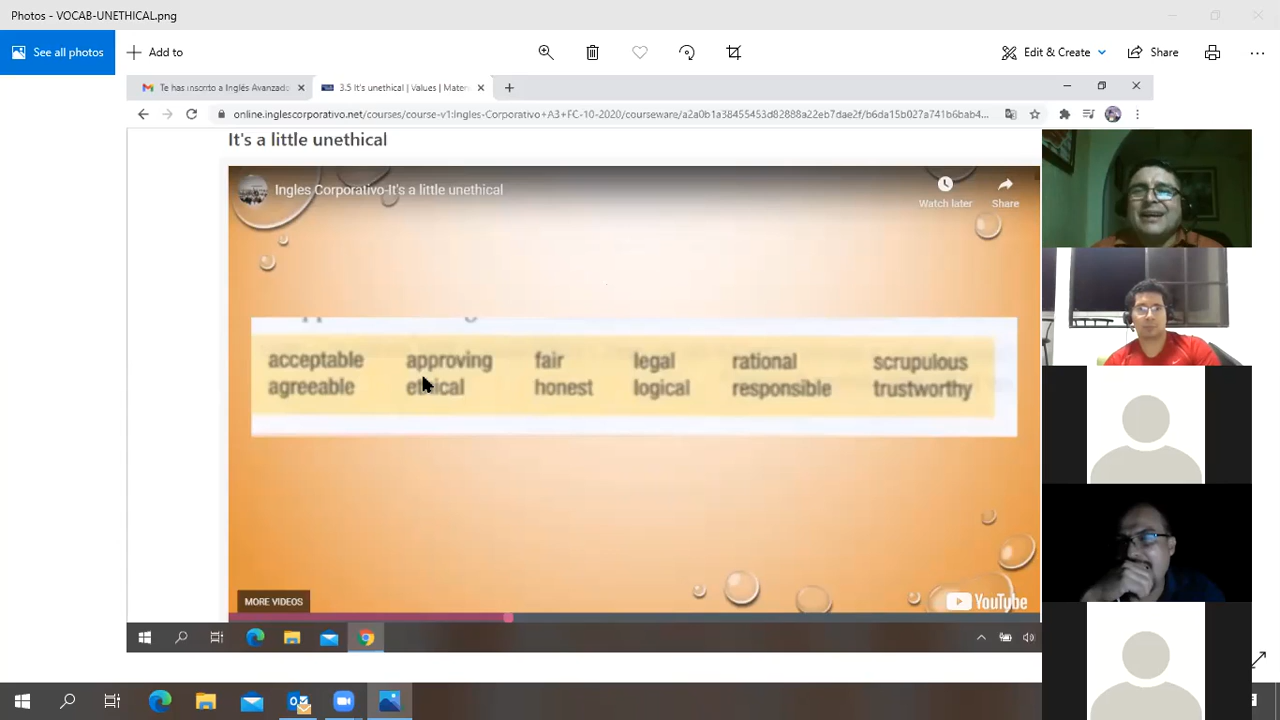 Photos - VOCAB-UNETHICAL.png
See all photos
Add to
Edit & Create
Share
Te has inscrito a Inglés Avanzado
3.5 It's unethical | Values | Mater
online.inglescorporativo.net/courses/course-v1:Ingles-Corporativo+A3+FC-10-2020/courseware/a2a0b1a38455453d82888a22eb7dae2f/b6da15b027a741b6bab4...
It's a little unethical
Ingles Corporativo-It's a little unethical
Watch later
Share
acceptable approving fair legal rational scrupulous
agreeable ethical honest logical responsible trustworthy
MORE VIDEOS
YouTube